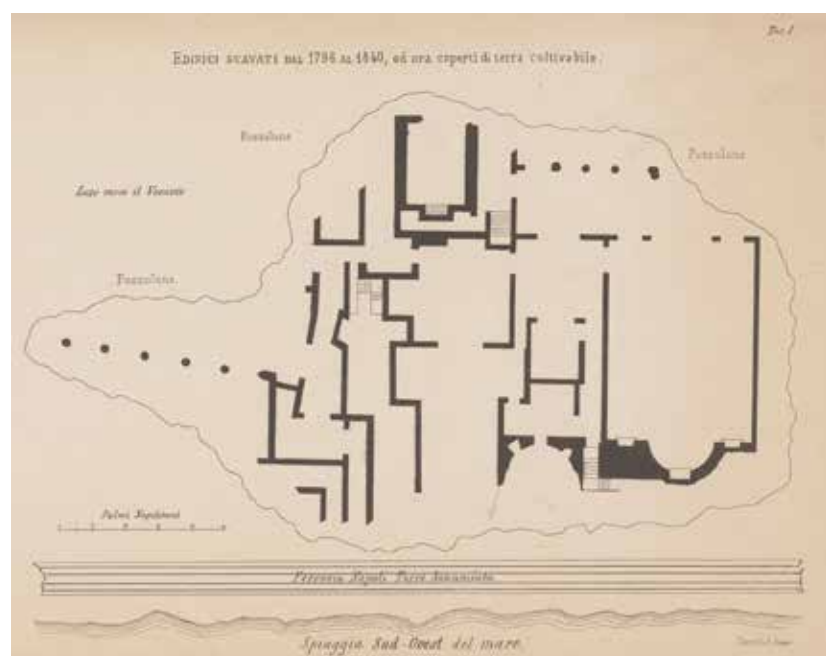 Tav. I
EDIFICI SCAVATI DAL 1796 AL 1840, ed ora coperti di terra coltivabile.
Pozzolana
Pozzolana
Lato verso il Vesuvio
Pozzolana
Palmi Napoletani
Ferrovia Napoli Torre Annunziata
Spiaggia Sud-Ovest del mare.